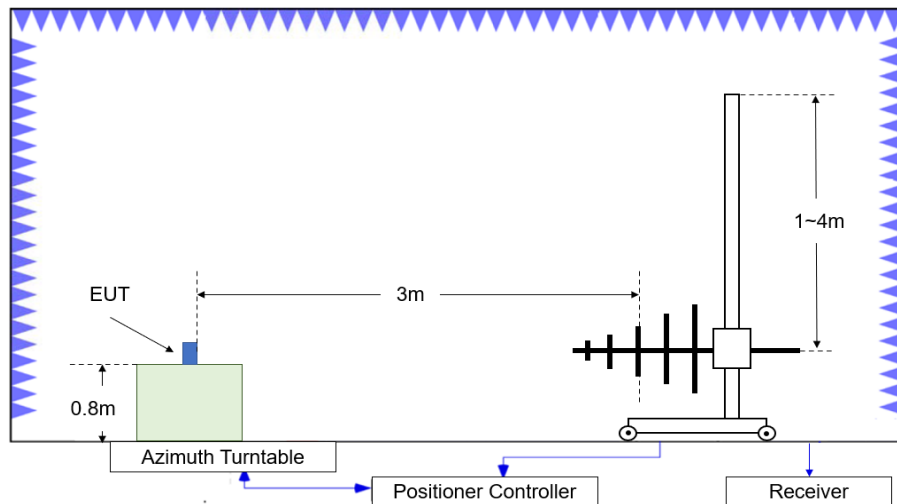 1~4m
EUT
3m
0.8m
Azimuth Turntable
Positioner Controller
Receiver